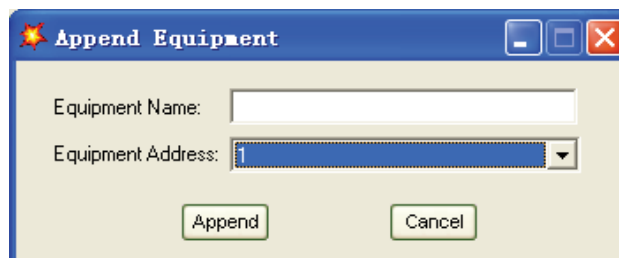 Append Equipment
Equipment Name:
Equipment Address: 1
Append Cancel